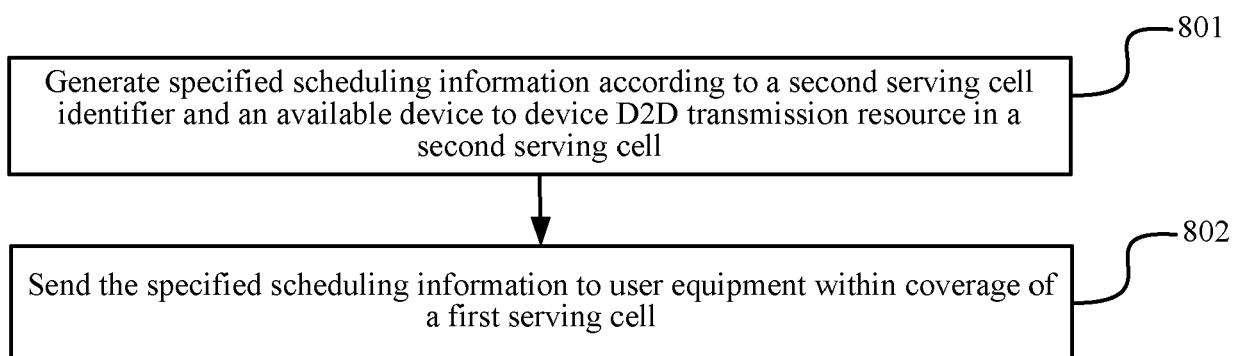 801
Generate specified scheduling information according to a second serving cell
identifier and an available device to device D2D transmission resource in a
second serving cell
802
Send the specified scheduling information to user equipment within coverage of
a first serving cell